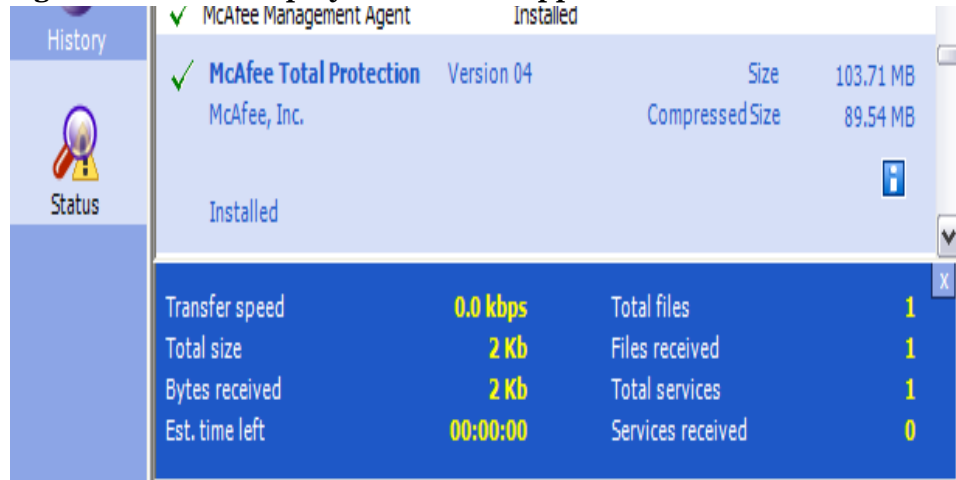 History
McAfee Management Agent Installed
McAfee Total Protection Version 04 Size 103.71 MB
McAfee, Inc. Compressed Size 89.54 MB
Status
Installed
X
Transfer speed 0.0 kbps Total files 1
Total size 2 Kb Files received 1
Bytes received 2 Kb Total services 1
Est. time left 00:00:00 Services received 0